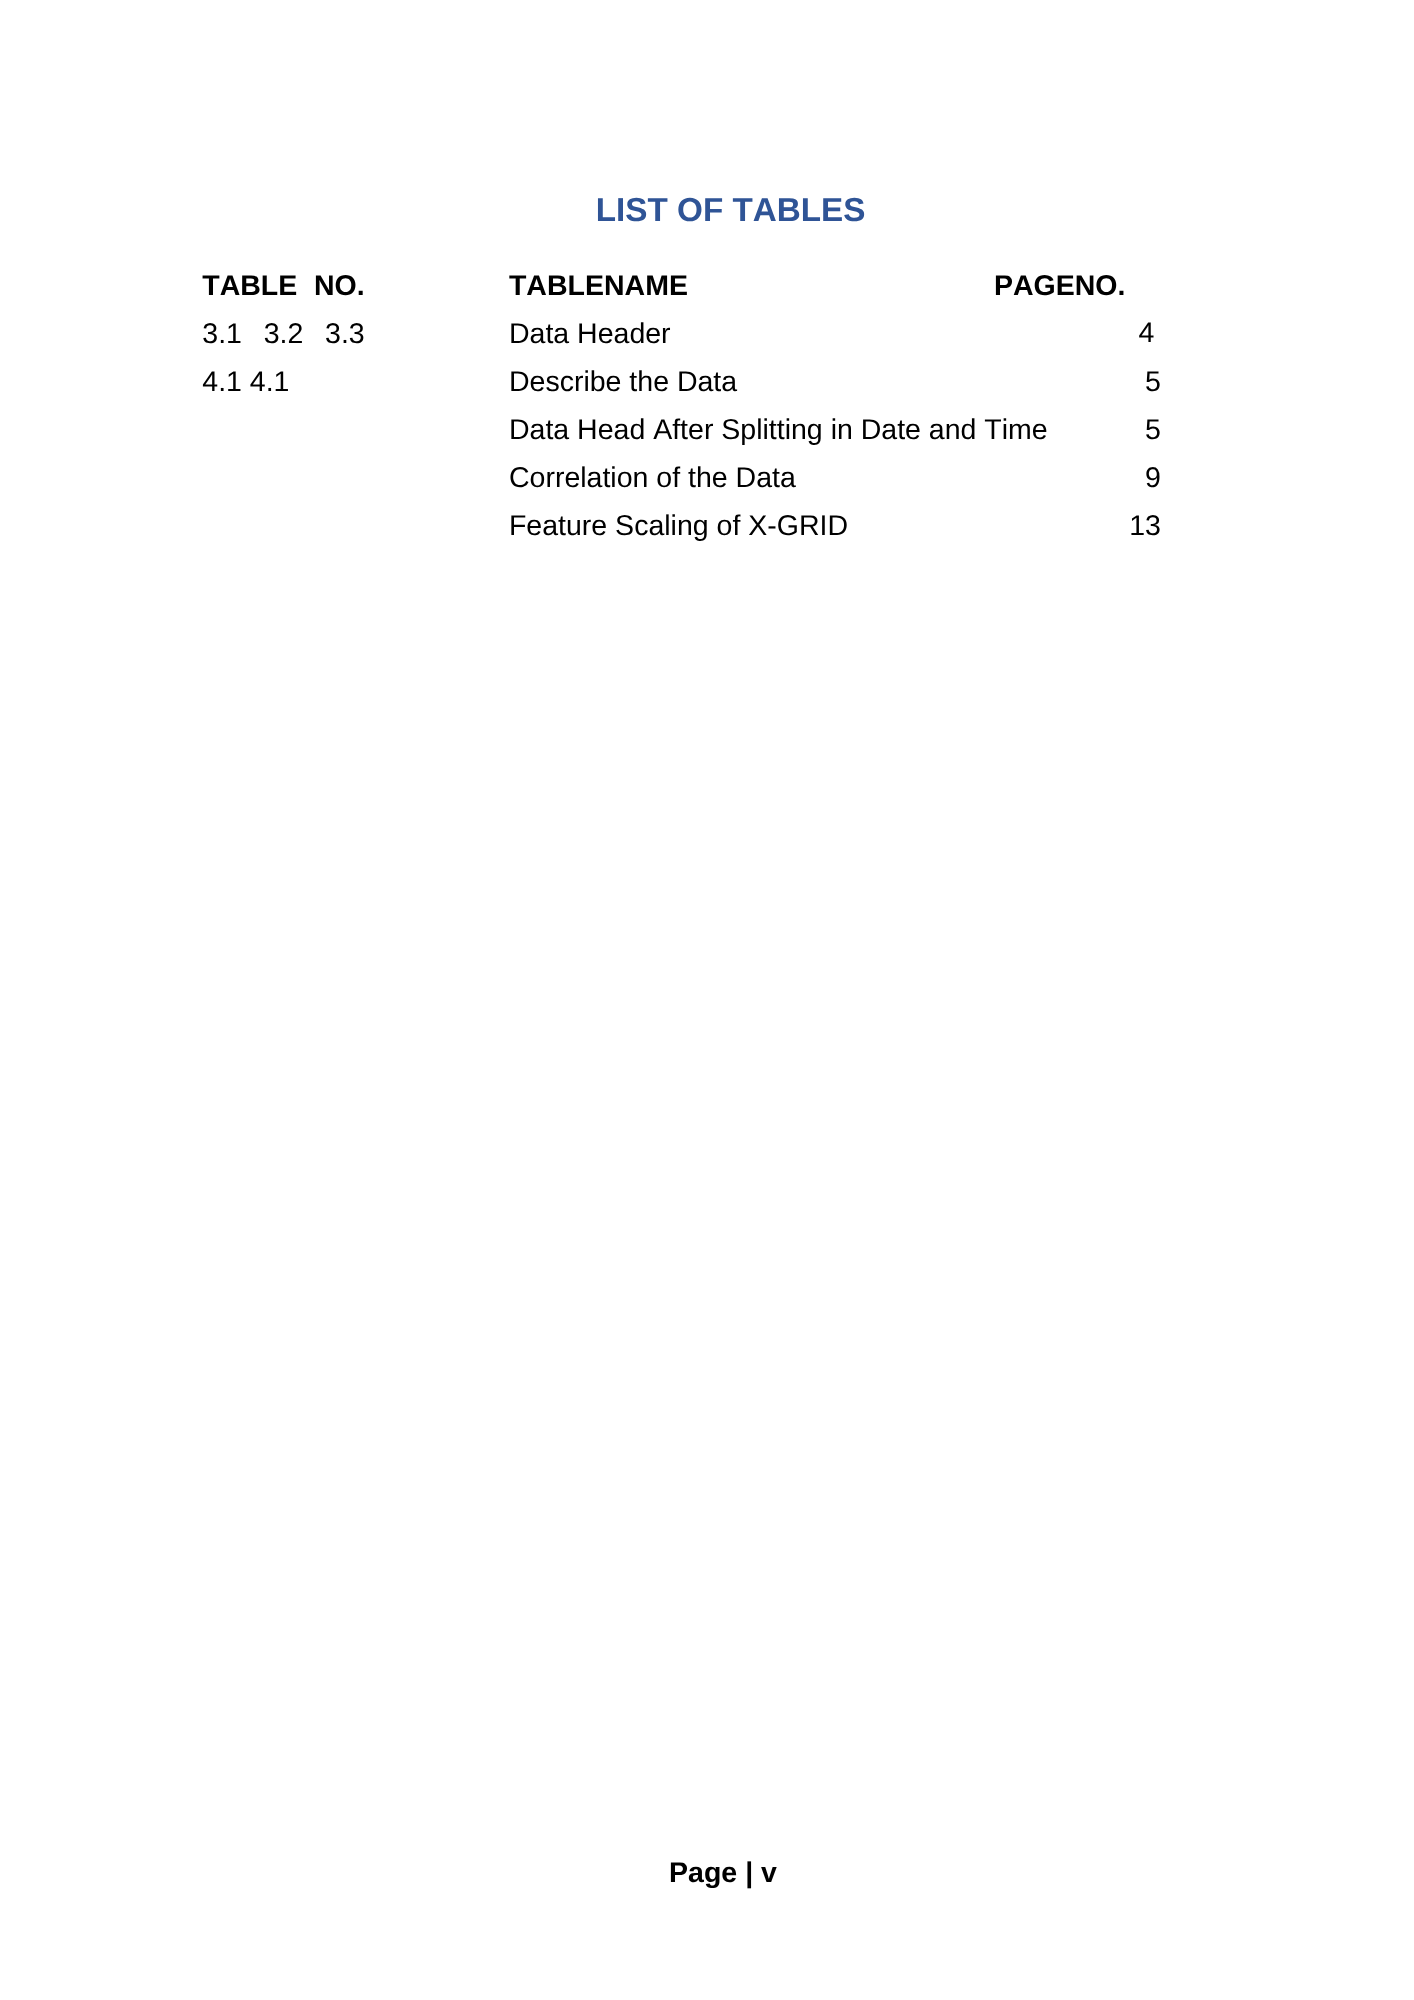 LIST OF TABLES
TABLE NO. TABLENAME PAGENO.
3.1 3.2 3.3 Data Header 4
4.1 4.1 Describe the Data 5
Data Head After Splitting in Date and Time 5
Correlation of the Data 9
Feature Scaling of X-GRID 13
Page | v